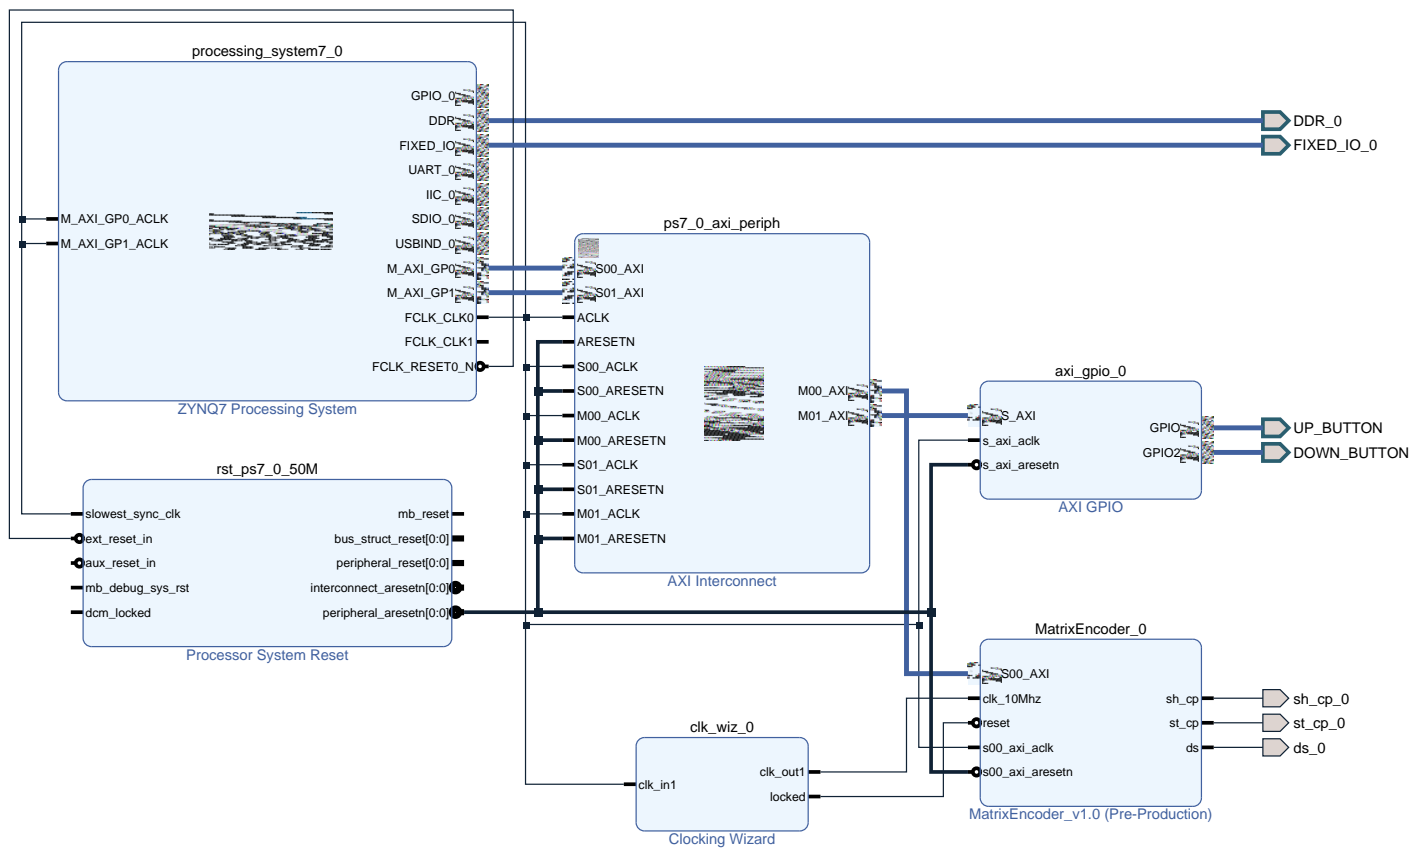 processing_system7_0
GPIO_0
DDR
FIXED_IO
UART_0
IIC_0
SDIO_0
USBIND_0
M_AXI_GP0
M_AXI_GP1
FCLK_CLK0
FCLK_CLK1
FCLK_RESET0_N
M_AXI_GP0_ACLK
M_AXI_GP1_ACLK
ZYNQ7 Processing System
DDR_0
FIXED_IO_0
ps7_0_axi_periph
S00_AXI
S01_AXI
ACLK
ARESETN
S00_ACLK
S00_ARESETN
M00_ACLK
M00_ARESETN
S01_ACLK
S01_ARESETN
M01_ACLK
M01_ARESETN
M00_AXI
M01_AXI
AXI Interconnect
axi_gpio_0
S_AXI
s_axi_aclk
s_axi_aresetn
GPIO
GPIO2
AXI GPIO
UP_BUTTON
DOWN_BUTTON
rst_ps7_0_50M
slowest_sync_clk
ext_reset_in
aux_reset_in
mb_debug_sys_rst
dcm_locked
mb_reset
bus_struct_reset[0:0]
peripheral_reset[0:0]
interconnect_aresetn[0:0]
peripheral_aresetn[0:0]
Processor System Reset
MatrixEncoder_0
S00_AXI
clk_10Mhz
reset
s00_axi_aclk
s00_axi_aresetn
sh_cp
st_cp
ds
MatrixEncoder_v1.0 (Pre-Production)
sh_cp_0
st_cp_0
ds_0
clk_wiz_0
clk_in1
clk_out1
locked
Clocking Wizard